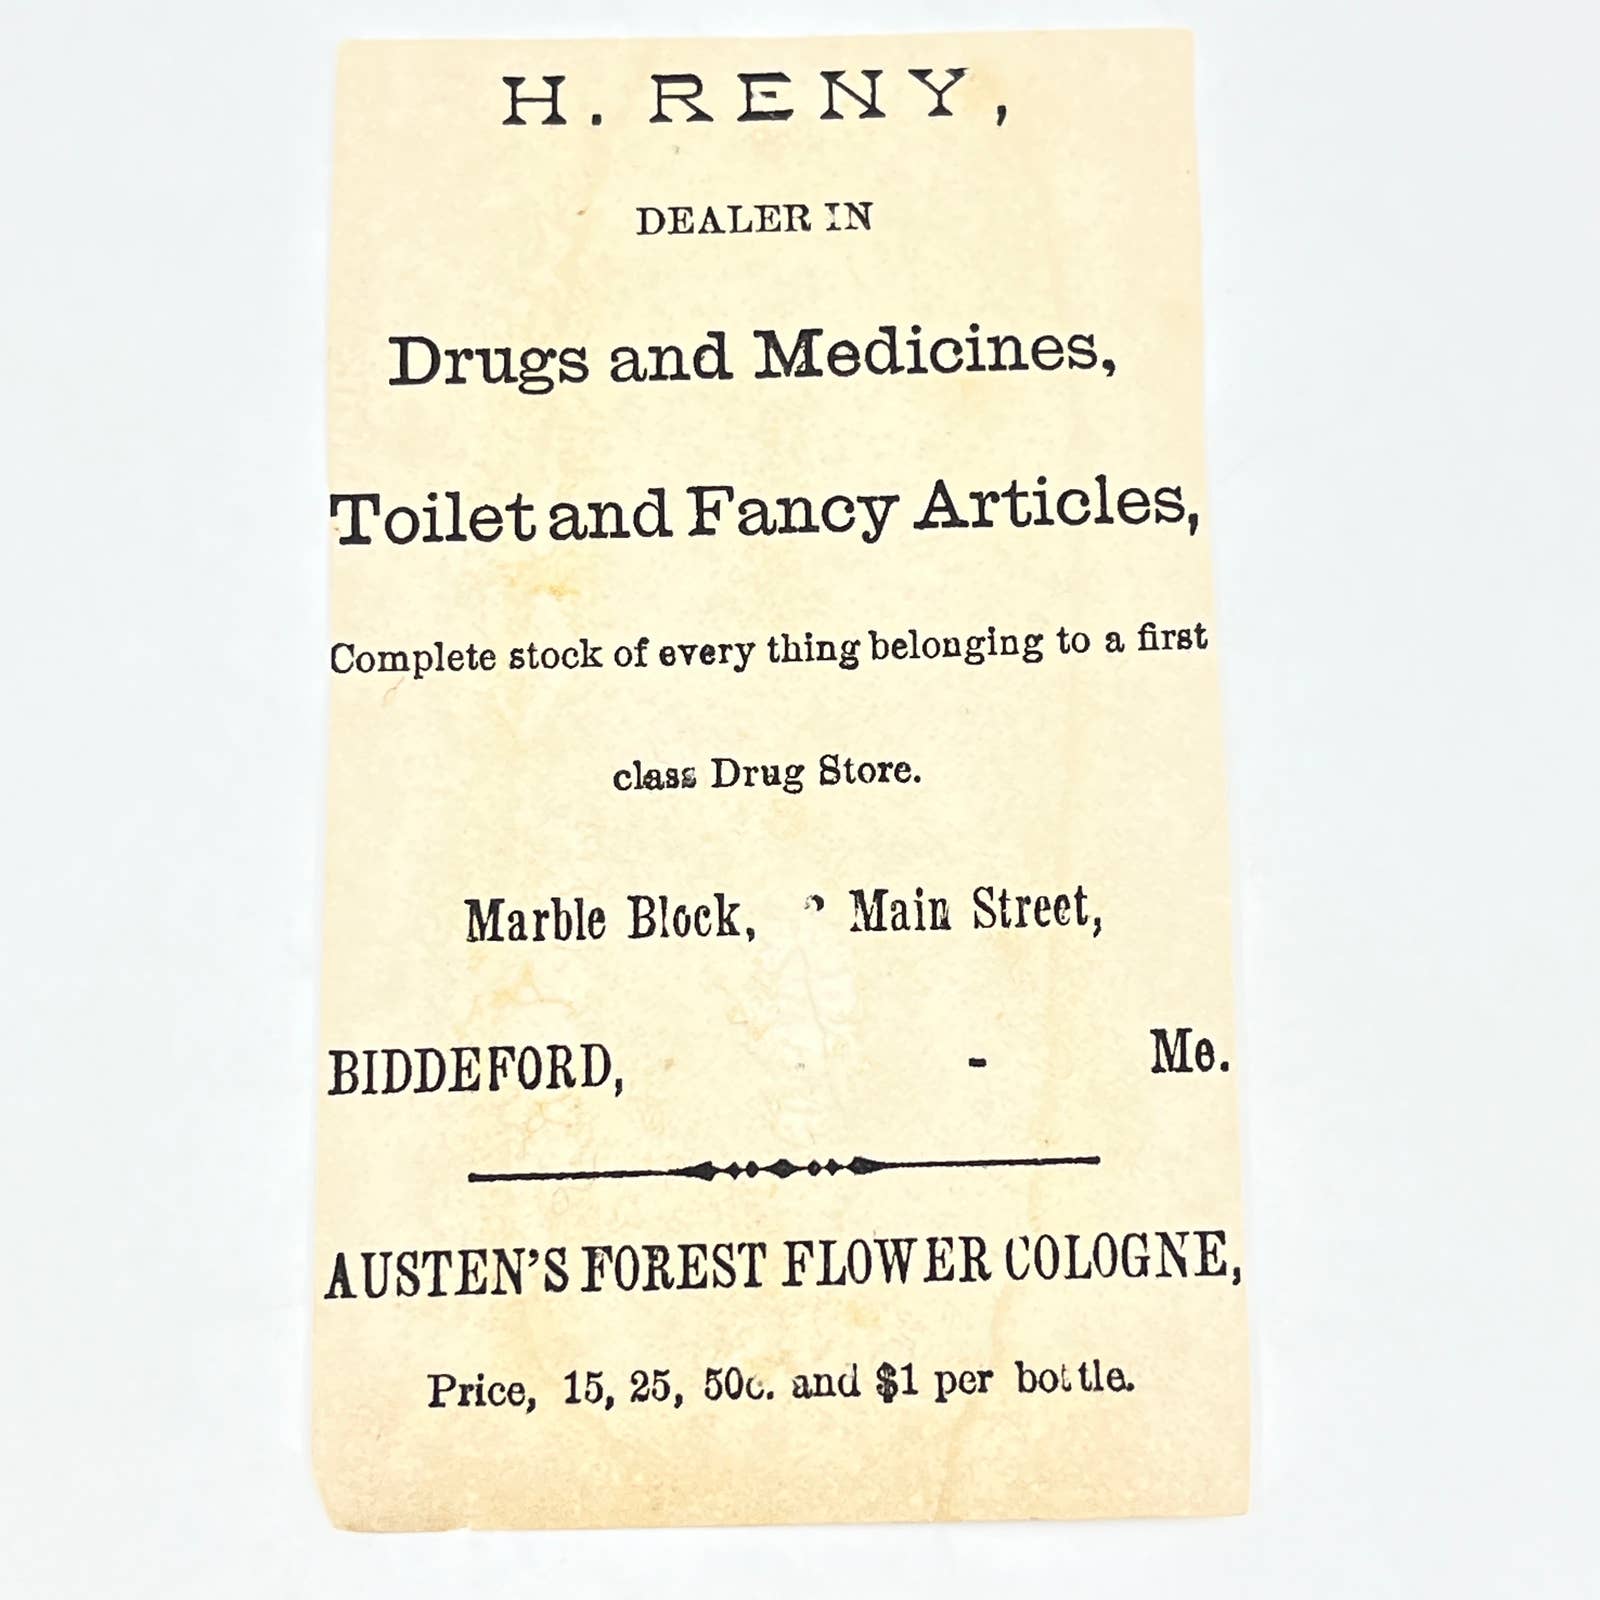 H. RENY,
DEALER IN
Drugs and Medicines,
Toilet and Fancy Articles,
Complete stock of every thing belonging to a first
class Drug Store.
Marble Block, Main Street,
BIDDEFORD, - Me.
AUSTEN'S FOREST FLOWER COLOGNE,
Price, 15, 25, 50c. and $1 per bottle.